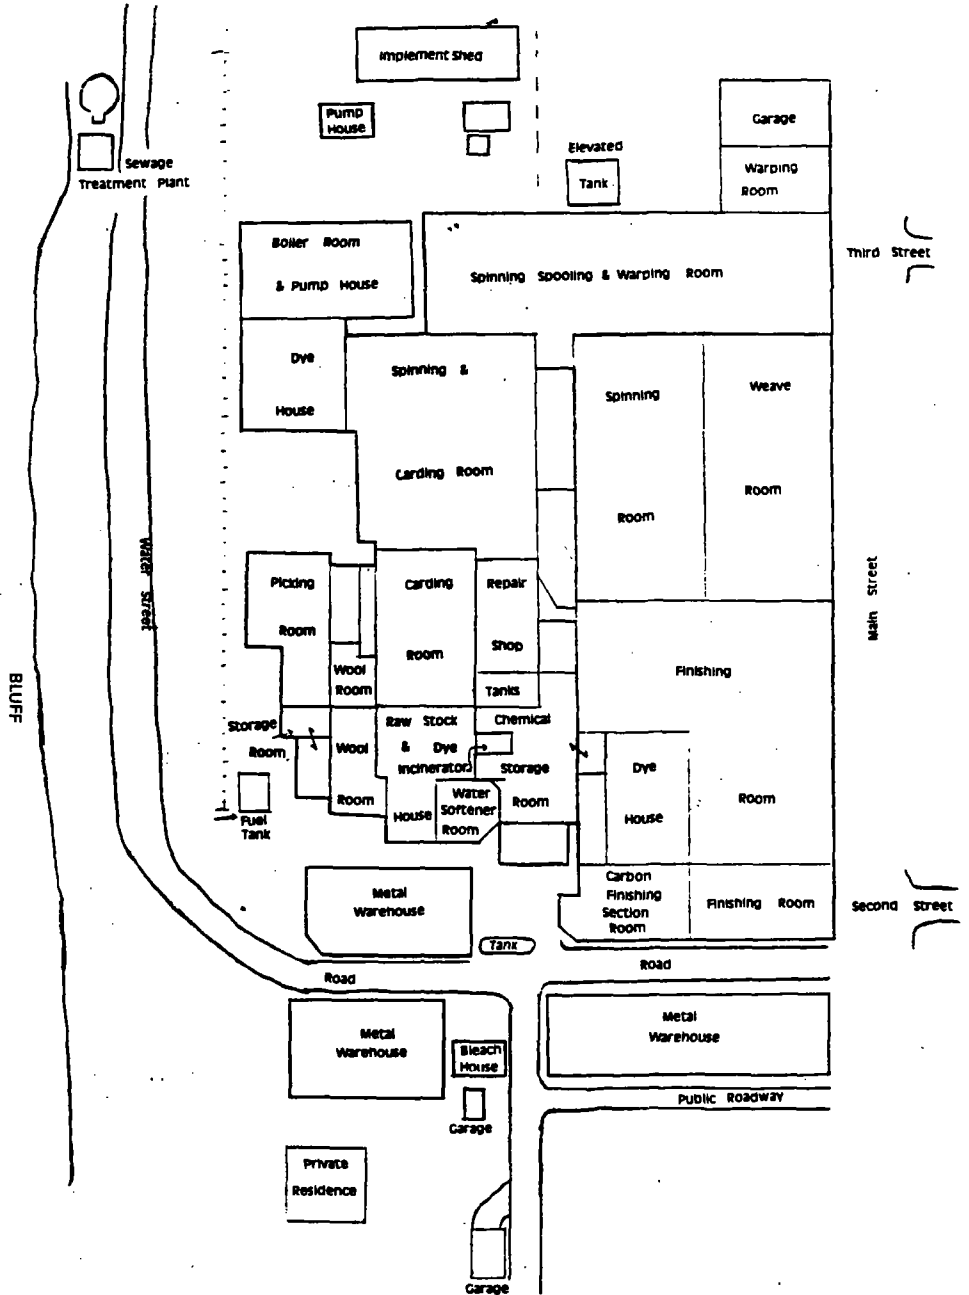 Implement Shed
Pump
House
Garage
Elevated
Tank
Warping
Room
Sewage
Treatment Plant
Boiler Room
& Pump House
Spinning Spooling & Warping Room
Third Street
Dye
House
Spinning &
Carding Room
Spinning
Room
Weave
Room
Water Street
Main Street
Picking
Room
Carding
Room
Repair
Shop
Wool
Room
Tanks
Finishing
Room
BLUFF
Storage
Room
Wool
Room
Raw Stock
& Dye
Incinerator
House
Chemical
Storage
Room
Water
Softener
Room
Dye
House
Fuel
Tank
Carbon
Finishing
Section
Room
Finishing Room
Second Street
Metal
Warehouse
Tank
Road
Road
Metal
Warehouse
Bleach
House
Metal
Warehouse
Public Roadway
Garage
Private
Residence
Garage